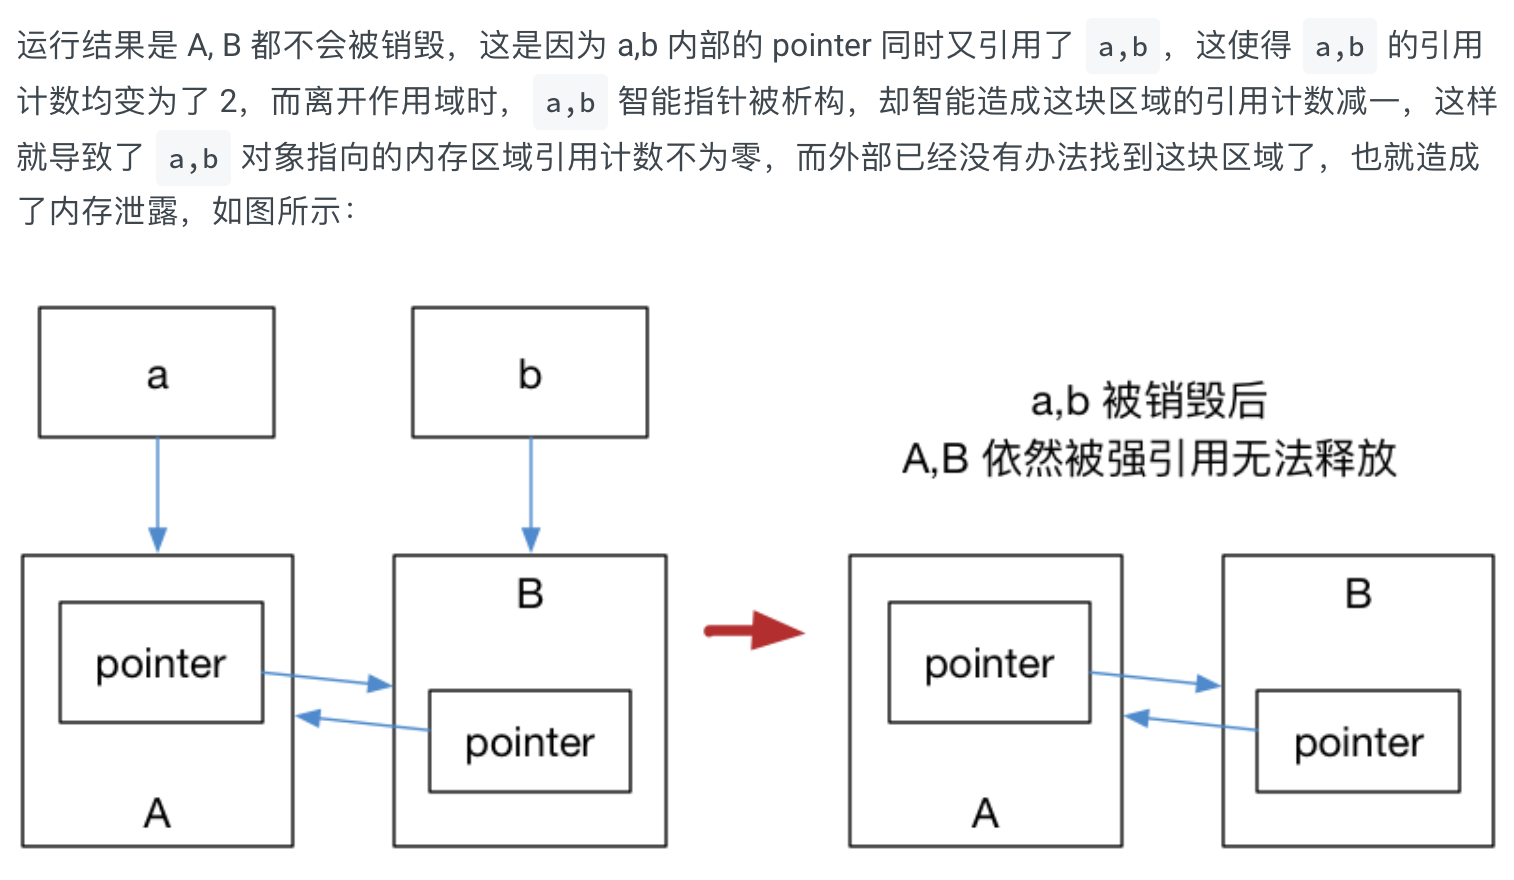 运行结果是 A, B 都不会被销毁，这是因为 a,b 内部的 pointer 同时又引用了 a,b ，这使得 a,b 的引用
计数均变为了 2，而离开作用域时， a,b 智能指针被析构，却智能造成这块区域的引用计数减一，这样
就导致了 a,b 对象指向的内存区域引用计数不为零，而外部已经没有办法找到这块区域了，也就造成
了内存泄露，如图所示：
a
b
a,b 被销毁后
A,B 依然被强引用无法释放
pointer
A
B
pointer
pointer
A
B
pointer